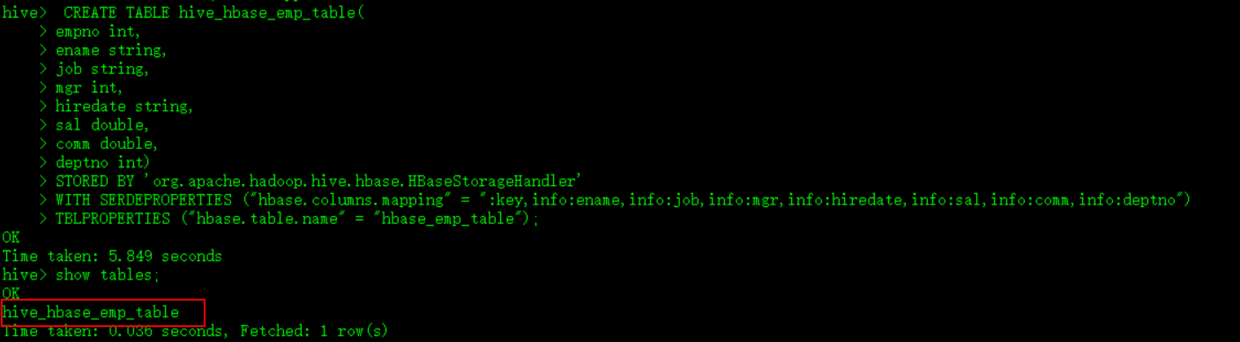 hive>  CREATE TABLE hive_hbase_emp_table(
    > empno int,
    > ename string,
    > job string,
    > mgr int,
    > hiredate string,
    > sal double,
    > comm double,
    > deptno int)
    > STORED BY 'org.apache.hadoop.hive.hbase.HBaseStorageHandler'
    > WITH SERDEPROPERTIES ("hbase.columns.mapping" = ":key,info:ename,info:job,info:mgr,info:hiredate,info:sal,info:comm,info:deptno")
    > TBLPROPERTIES ("hbase.table.name" = "hbase_emp_table");
OK
Time taken: 5.849 seconds
hive> show tables;
OK
hive_hbase_emp_table
Time taken: 0.036 seconds, Fetched: 1 row(s)